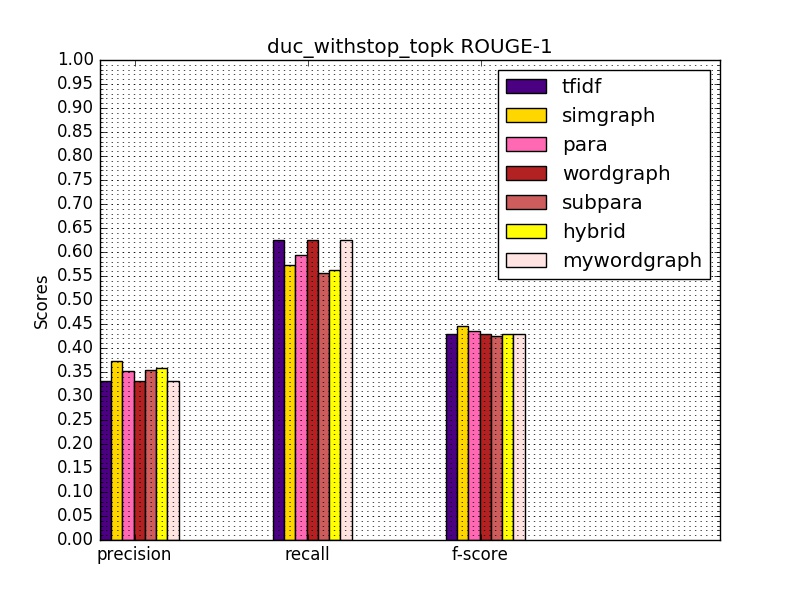 duc_withstop_topk ROUGE-1
1.00
0.95
0.90
0.85
0.80
0.75
0.70
0.65
0.60
0.55
0.50
0.45
0.40
0.35
0.30
0.25
0.20
0.15
0.10
0.05
0.00
Scores
tfidf
simgraph
para
wordgraph
subpara
hybrid
mywordgraph
precision
recall
f-score